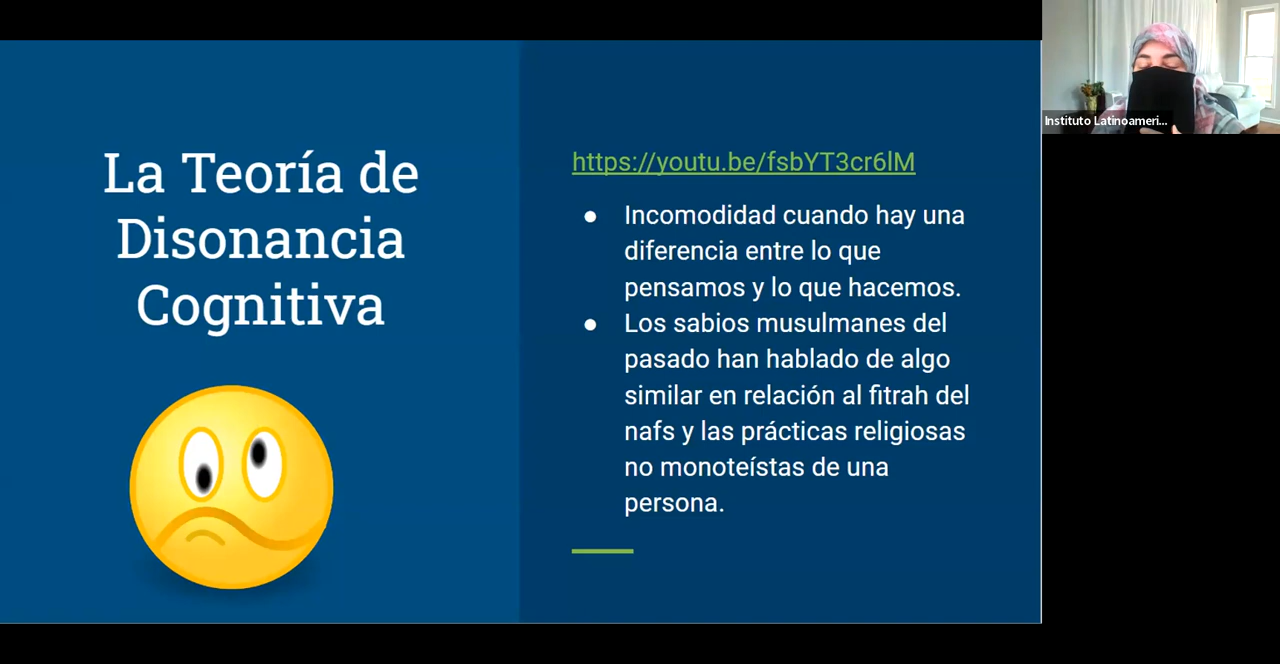 La Teoría de
Disonancia
Cognitiva
https://youtu.be/fsbYT3cr6lM
● Incomodidad cuando hay una
diferencia entre lo que
pensamos y lo que hacemos.
● Los sabios musulmanes del
pasado han hablado de algo
similar en relación al fitrah del
nafs y las prácticas religiosas
no monoteístas de una
persona.
Instituto Latinoameri...